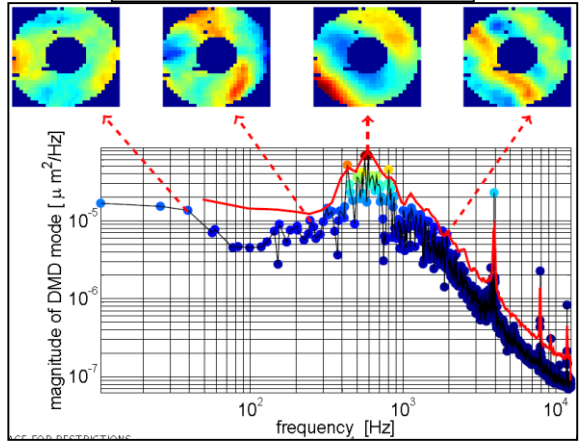 magnitude of DMD mode [ μ m²/Hz]
10⁻⁵
10⁻⁶
10⁻⁷
10² 10³ 10⁴
frequency [Hz]